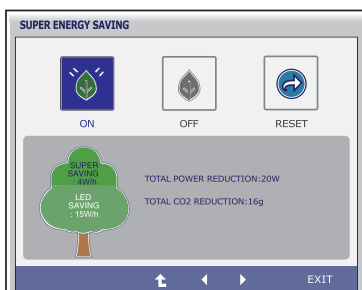 SUPER ENERGY SAVING
ON
OFF
RESET
SUPER
SAVING
: 4W/h
LED
SAVING
: 15W/h
TOTAL POWER REDUCTION:20W
TOTAL CO2 REDUCTION:16g
EXIT